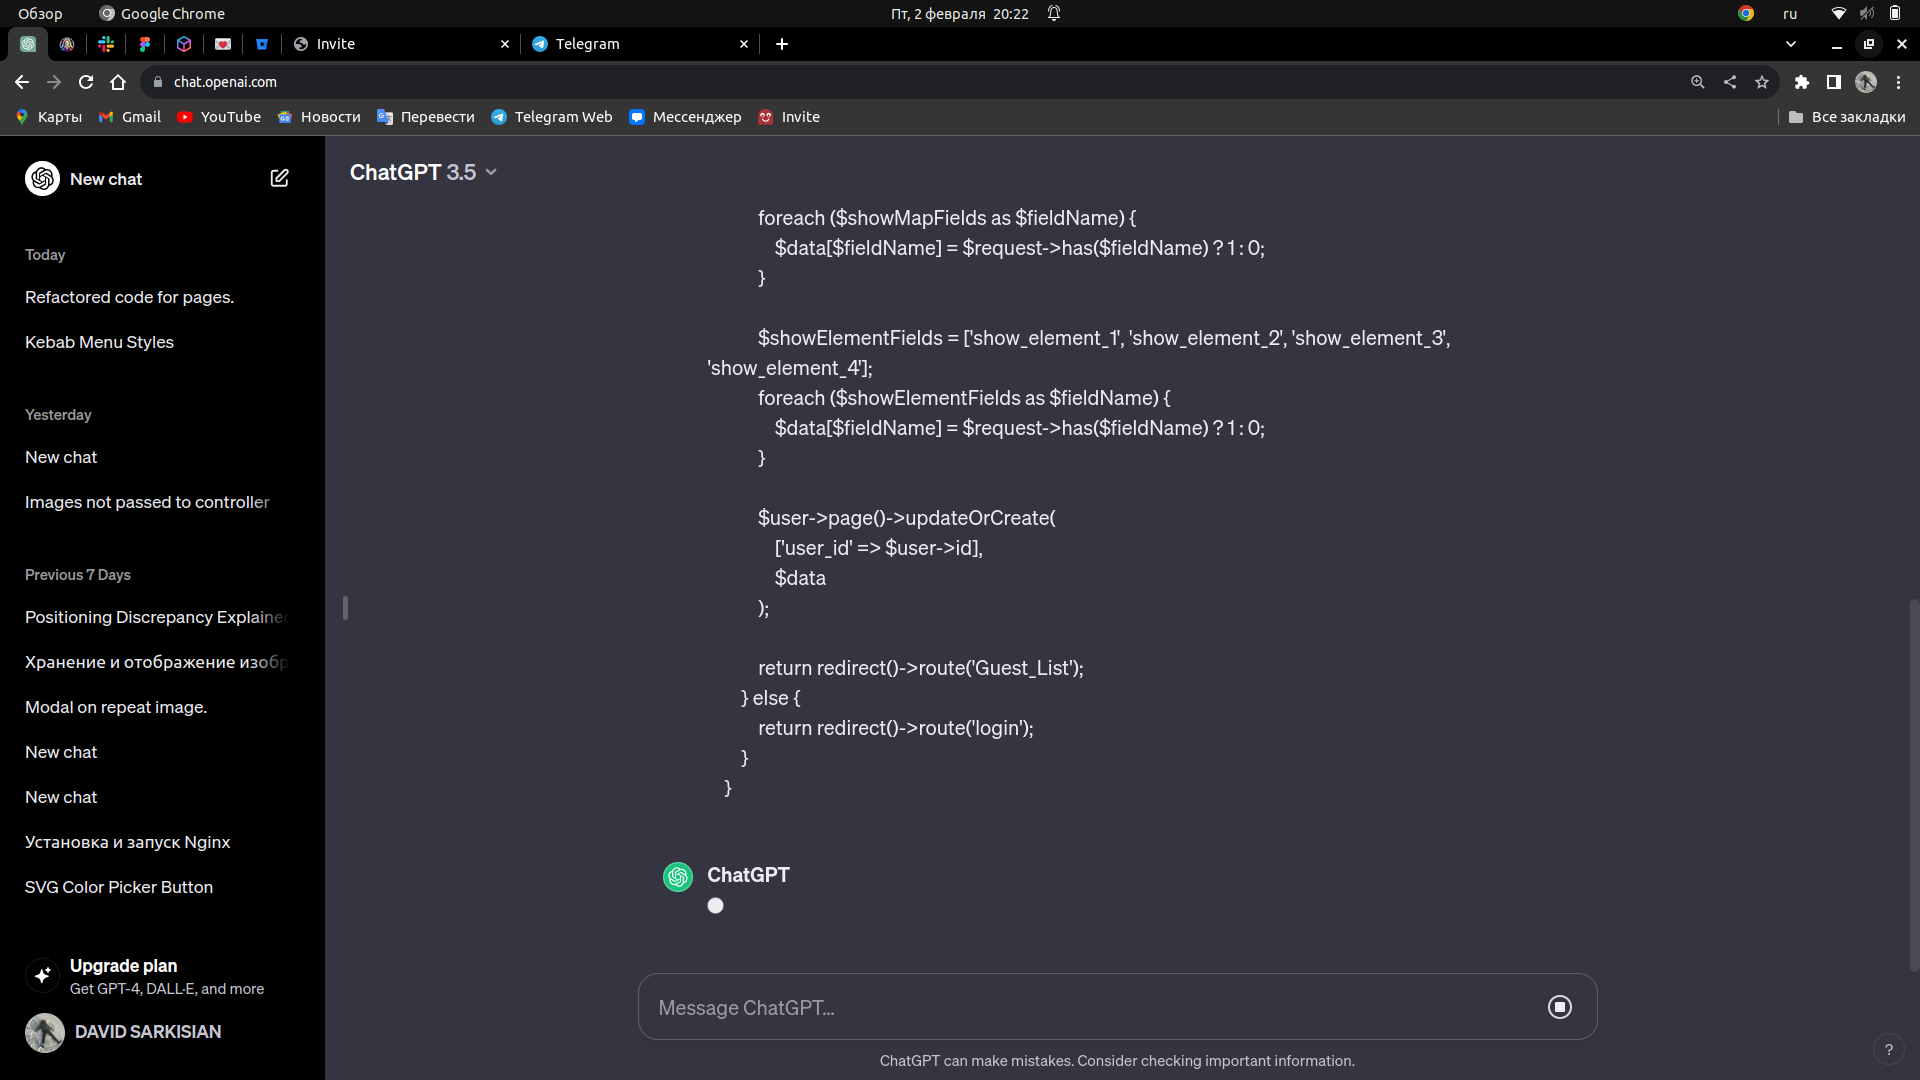 Обзор
Google Chrome
Пт, 2 февраля 20:22
ru
Invite
Telegram
chat.openai.com
Карты
Gmail
YouTube
Новости
Перевести
Telegram Web
Мессенджер
Invite
Все закладки
New chat
Today
Refactored code for pages.
Kebab Menu Styles
Yesterday
New chat
Images not passed to controller
Previous 7 Days
Positioning Discrepancy Explained
Хранение и отображение изобр
Modal on repeat image.
New chat
New chat
Установка и запуск Nginx
SVG Color Picker Button
Upgrade plan
Get GPT-4, DALL·E, and more
DAVID SARKISIAN
ChatGPT 3.5
foreach ($showMapFields as $fieldName) {
$data[$fieldName] = $request->has($fieldName) ? 1 : 0;
}
$showElementFields = ['show_element_1', 'show_element_2', 'show_element_3',
'show_element_4'];
foreach ($showElementFields as $fieldName) {
$data[$fieldName] = $request->has($fieldName) ? 1 : 0;
}
$user->page()->updateOrCreate(
['user_id' => $user->id],
$data
);
return redirect()->route('Guest_List');
} else {
return redirect()->route('login');
}
}
ChatGPT
Message ChatGPT...
ChatGPT can make mistakes. Consider checking important information.
?